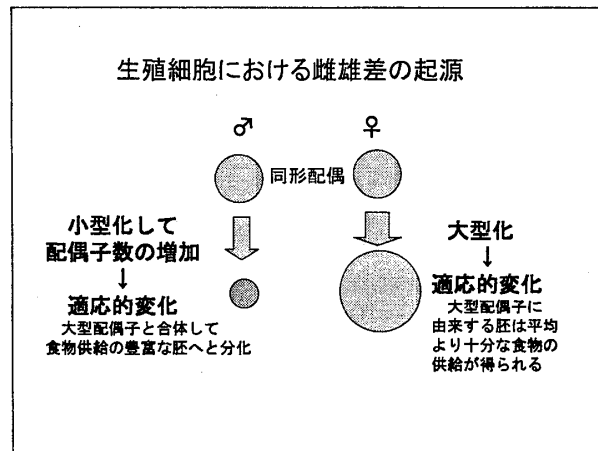 生殖細胞における雌雄差の起源
♂
♀
同形配偶
小型化して
配偶子数の増加
↓
適応的変化
大型配偶子と合体して
食物供給の豊富な胚へと分化
大型化
↓
適応的変化
大型配偶子に
由来する胚は平均
より十分な食物の
供給が得られる